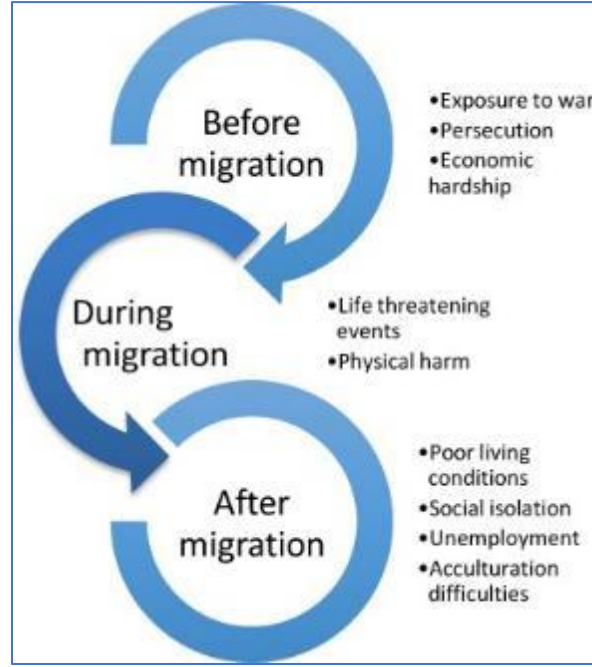 Before
migration
•Exposure to war
•Persecution
•Economic
hardship
During
migration
•Life threatening
events
•Physical harm
After
migration
•Poor living
conditions
•Social isolation
•Unemployment
•Acculturation
difficulties